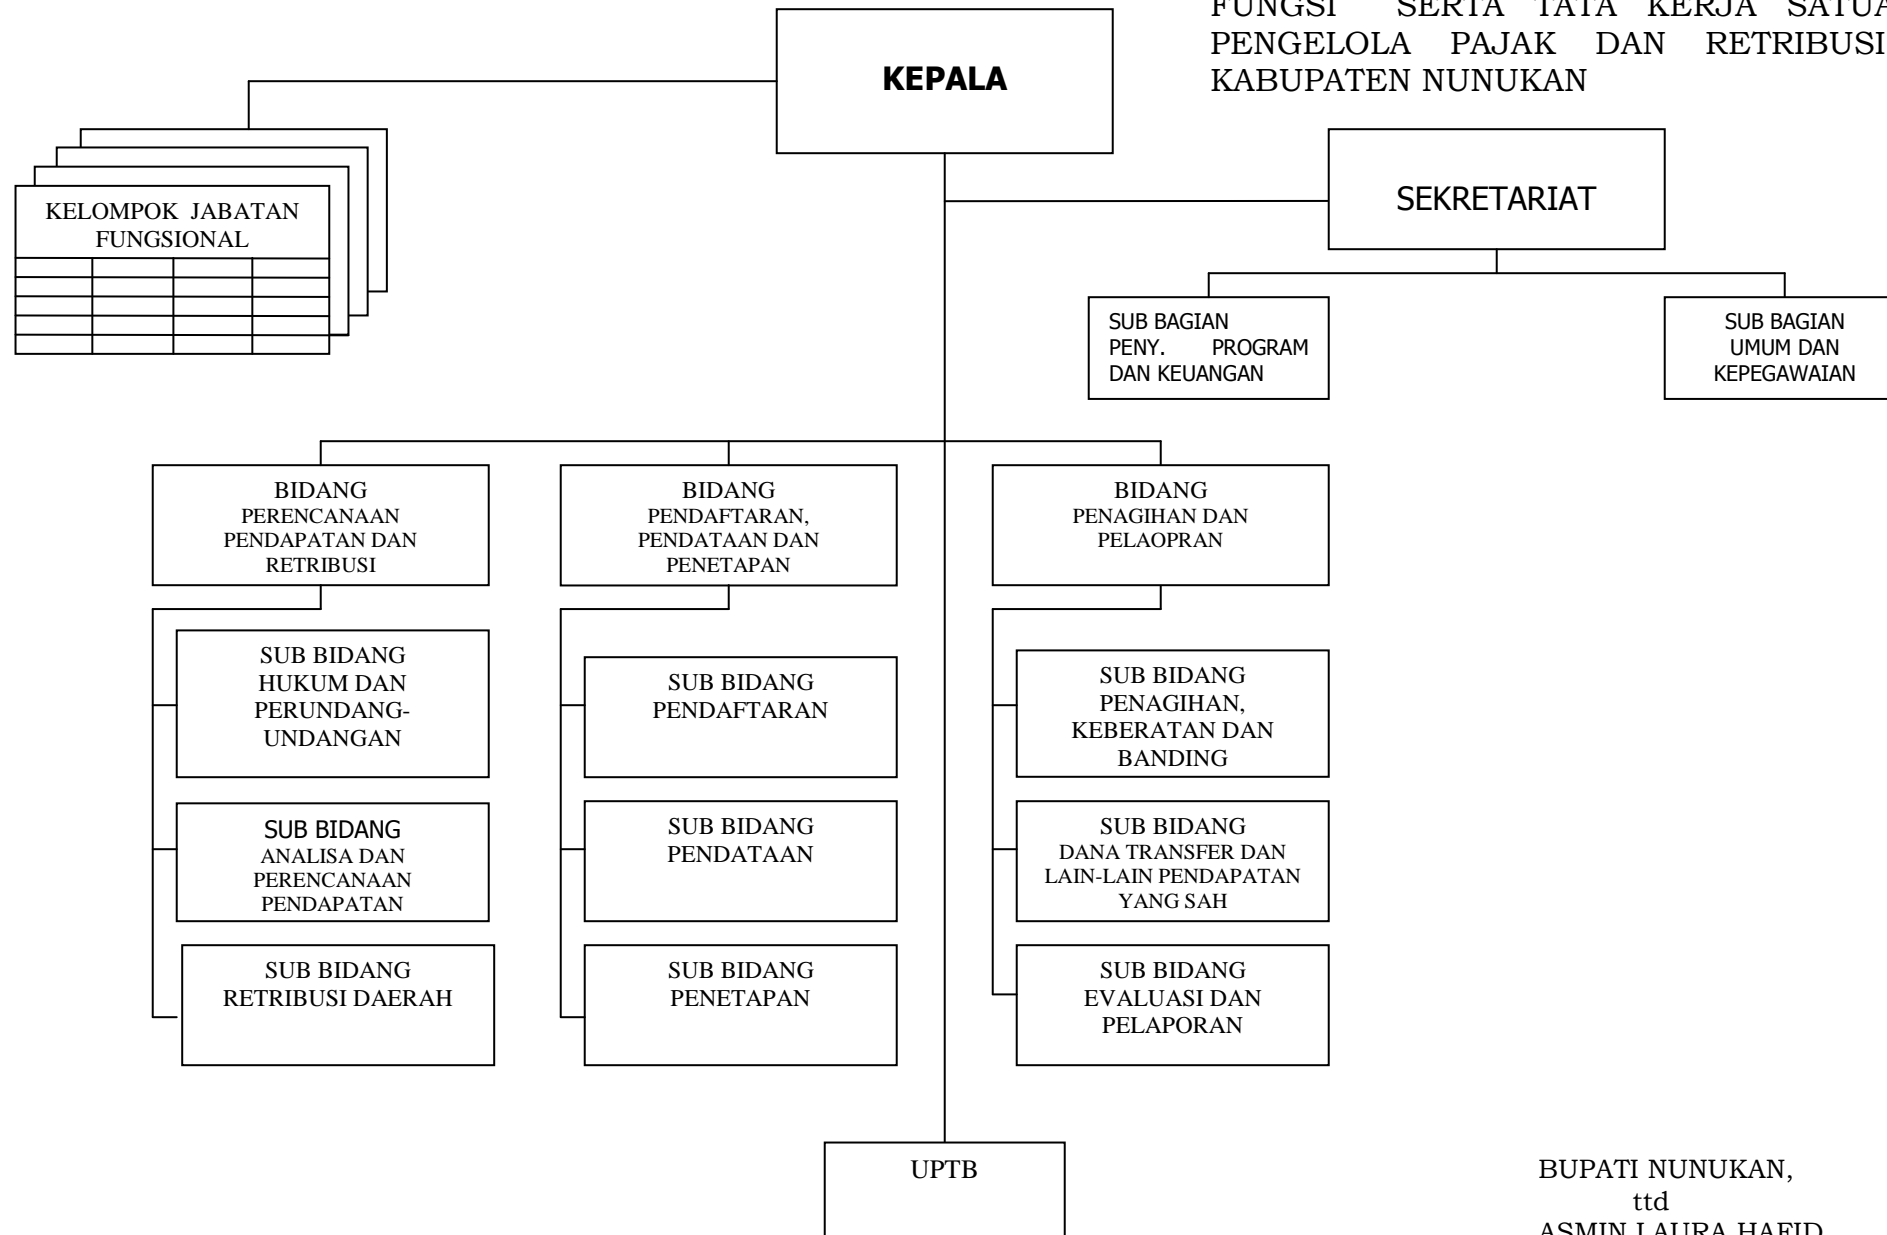 FUNGSI SERTA TATA KERJA SATUA
PENGELOLA PAJAK DAN RETRIBUSI
KABUPATEN NUNUKAN
KEPALA
SEKRETARIAT
KELOMPOK JABATAN
FUNGSIONAL
SUB BAGIAN
PENY. PROGRAM
DAN KEUANGAN
SUB BAGIAN
UMUM DAN
KEPEGAWAIAN
BIDANG
PERENCANAAN
PENDAPATAN DAN
RETRIBUSI
BIDANG
PENDAFTARAN,
PENDATAAN DAN
PENETAPAN
BIDANG
PENAGIHAN DAN
PELAOPRAN
SUB BIDANG
HUKUM DAN
PERUNDANG-
UNDANGAN
SUB BIDANG
PENDAFTARAN
SUB BIDANG
PENAGIHAN,
KEBERATAN DAN
BANDING
SUB BIDANG
ANALISA DAN
PERENCANAAN
PENDAPATAN
SUB BIDANG
PENDATAAN
SUB BIDANG
DANA TRANSFER DAN
LAIN-LAIN PENDAPATAN
YANG SAH
SUB BIDANG
RETRIBUSI DAERAH
SUB BIDANG
PENETAPAN
SUB BIDANG
EVALUASI DAN
PELAPORAN
UPTB
BUPATI NUNUKAN,
ttd
ASMIN LAURA HAFID